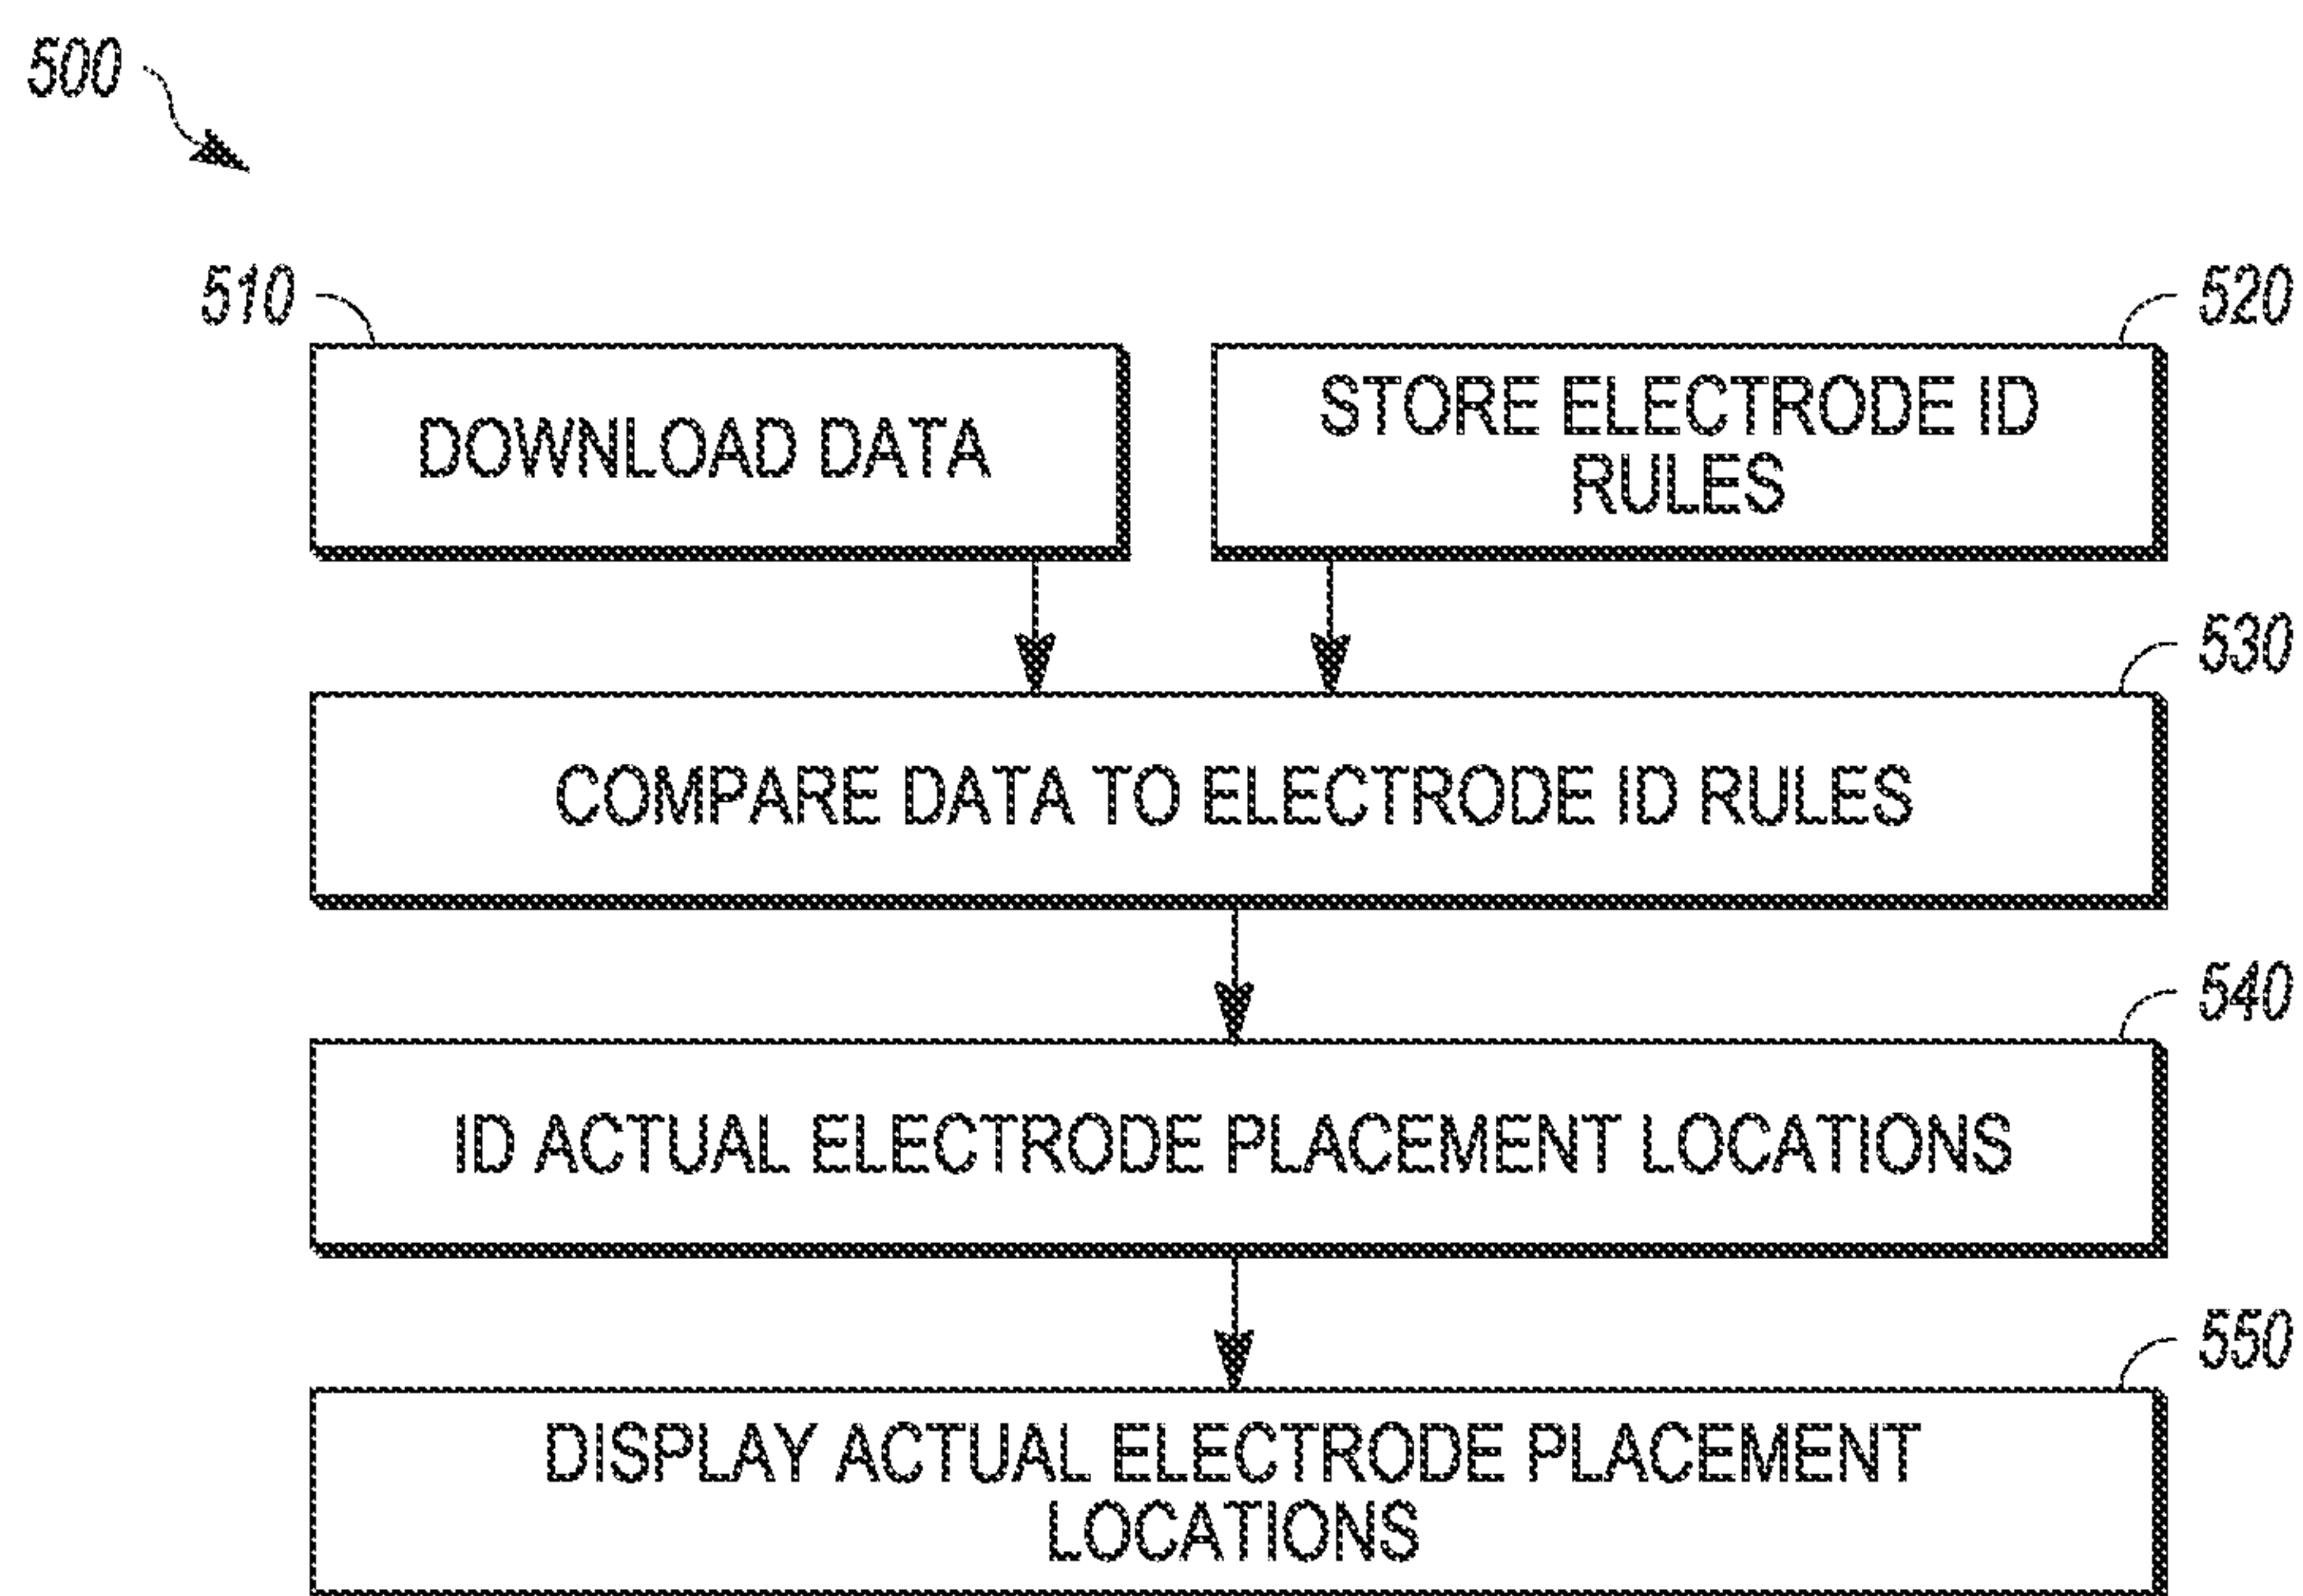 500
510
520
DOWNLOAD DATA
STORE ELECTRODE ID
RULES
530
COMPARE DATA TO ELECTRODE ID RULES
540
ID ACTUAL ELECTRODE PLACEMENT LOCATIONS
550
DISPLAY ACTUAL ELECTRODE PLACEMENT
LOCATIONS